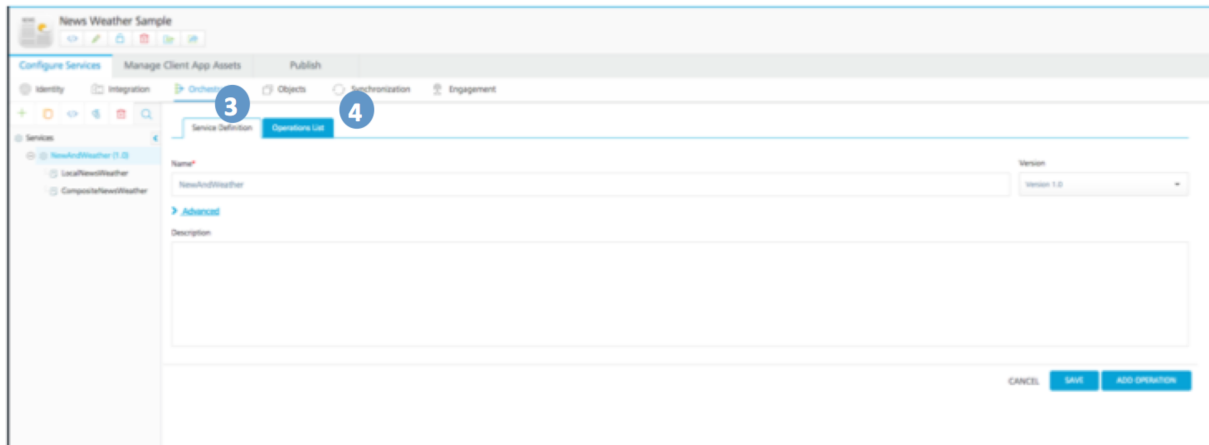 NEWS
News Weather Sample
Configure Services Manage Client App Assets Publish
Identity Integration Orchestr Objects Synchronization Engagement
3 4
Services
Service Definition Operations List
NewAndWeather (1.0)
LocalNewsWeather
CompositeNewsWeather
Name* Version
NewAndWeather Version 1.0
Advanced
Description
CANCEL SAVE ADD OPERATION